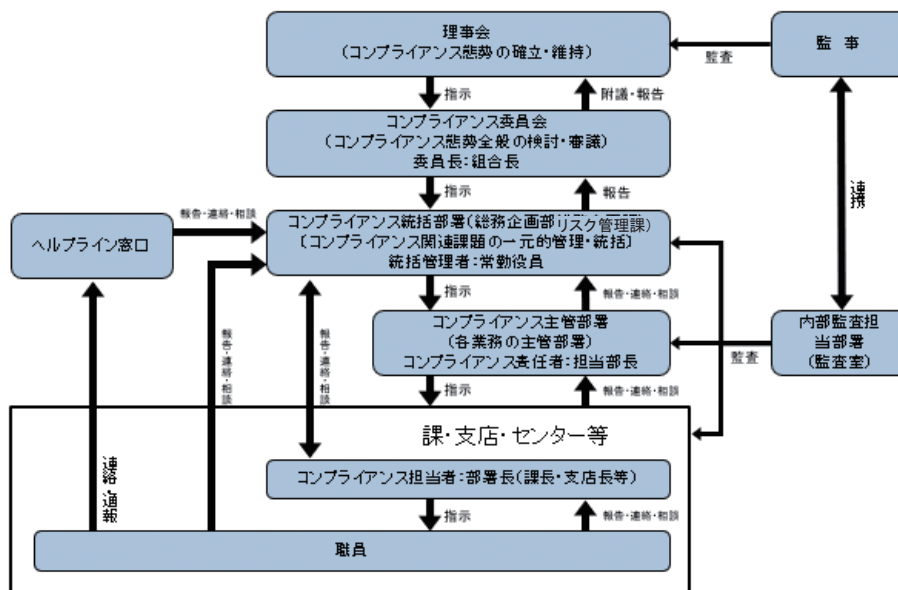 理事会
(コンプライアンス態勢の確立・維持)
監事
監査
指示
附議・報告
コンプライアンス委員会
(コンプライアンス態勢全般の検討・審議)
委員長:組合長
連携
指示
報告
報告・連絡・相談
ヘルプライン窓口
コンプライアンス統括部署(総務企画部リスク管理課)
〔コンプライアンス関連課題の一元的管理・統括〕
統括管理者:常勤役員
指示
報告・連絡・相談
報告・連絡・相談
報告・連絡・相談
コンプライアンス主管部署
(各業務の主管部署)
コンプライアンス責任者:担当部長
監査
内部監査担
当部署
(監査室)
指示
報告・連絡・相談
課・支店・センター等
連絡・通報
コンプライアンス担当者:部署長(課長・支店長等)
指示
報告・連絡・相談
職員